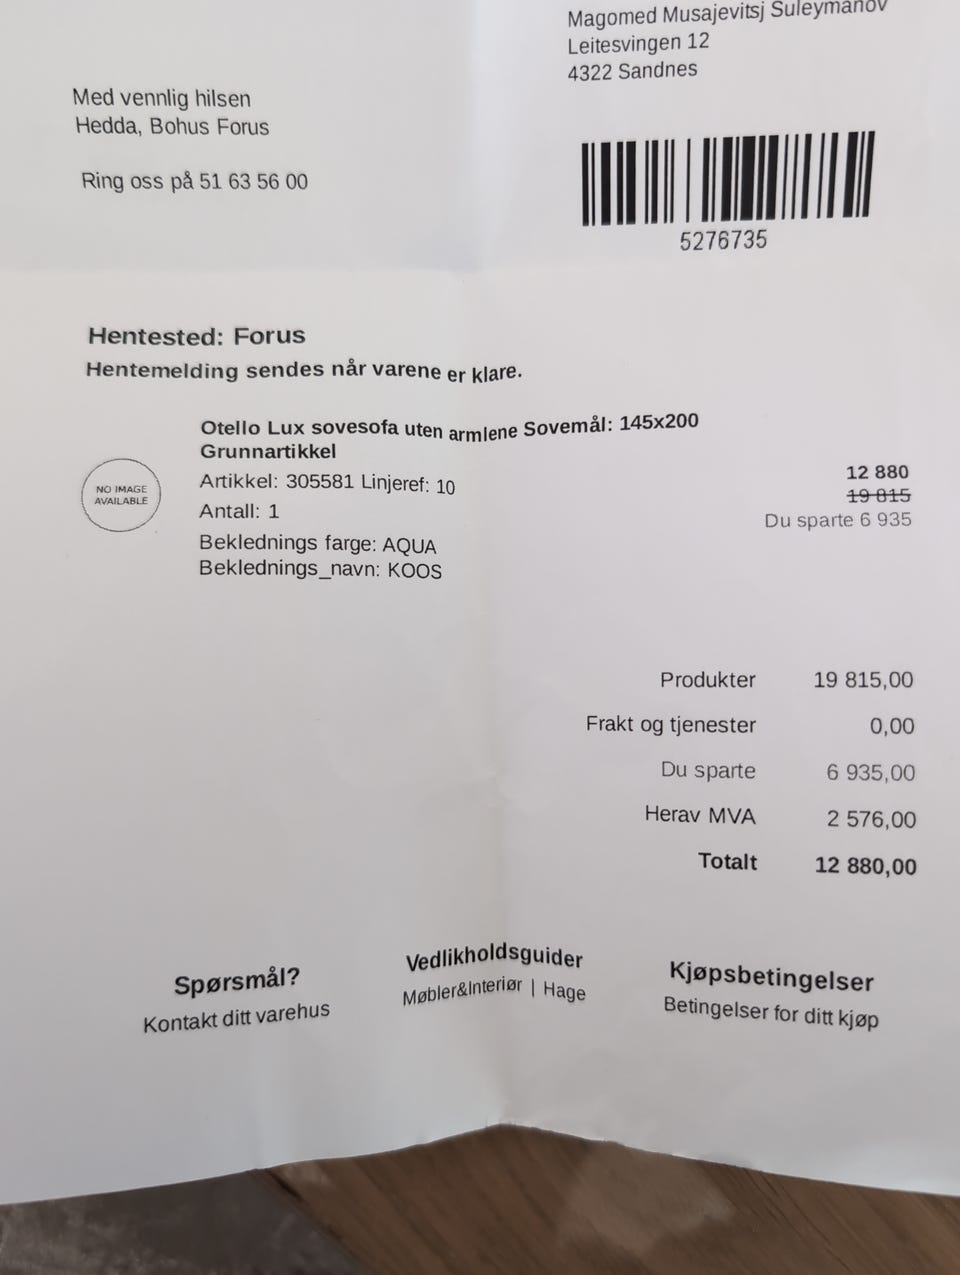 Magomed Musajevitsj Suleymanov
Leitesvingen 12
4322 Sandnes
Med vennlig hilsen
Hedda, Bohus Forus
Ring oss på 51 63 56 00
5276735
Hentested: Forus
Hentemelding sendes når varene er klare.
NO IMAGE
AVAILABLE
Otello Lux sovesofa uten armlene Sovemål: 145x200
Grunnartikkel
Artikkel: 305581 Linjeref: 10
Antall: 1
Beklednings farge: AQUA
Beklednings_navn: KOOS
12 880
19 815
Du sparte 6 935
Produkter 19 815,00
Frakt og tjenester 0,00
Du sparte 6 935,00
Herav MVA 2 576,00
Totalt 12 880,00
Spørsmål?
Kontakt ditt varehus
Vedlikholdsguider
Møbler&Interiør | Hage
Kjøpsbetingelser
Betingelser for ditt kjøp